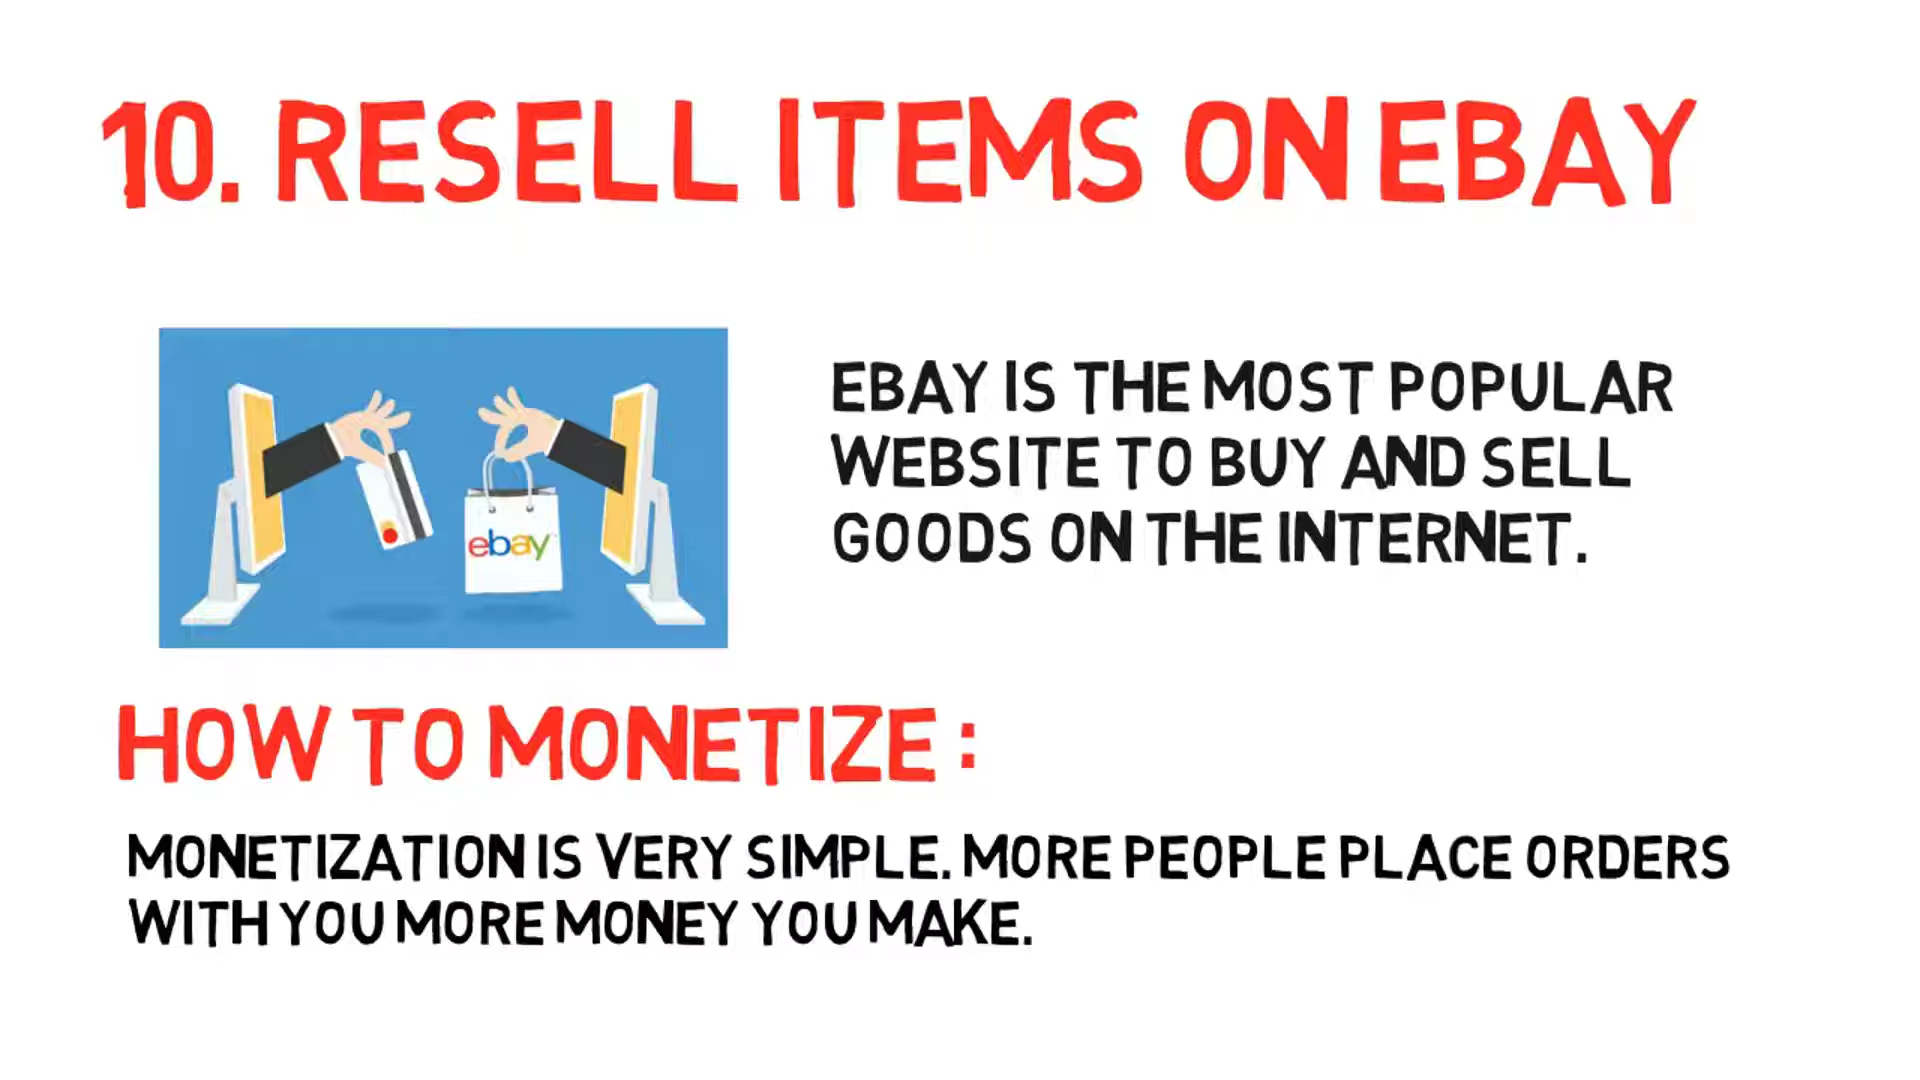 10. RESELL ITEMS ON EBAY
ebay
EBAY IS THE MOST POPULAR
WEBSITE TO BUY AND SELL
GOODS ON THE INTERNET.
HOW TO MONETIZE :
MONETIZATION IS VERY SIMPLE. MORE PEOPLE PLACE ORDERS
WITH YOU MORE MONEY YOU MAKE.